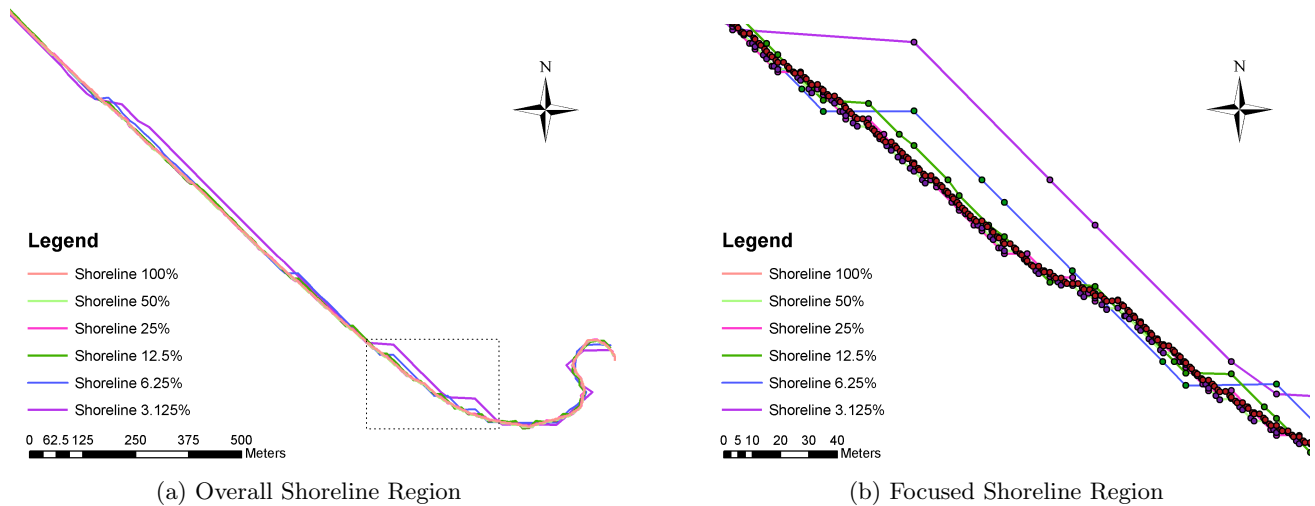 N
Legend
Shoreline 100%
Shoreline 50%
Shoreline 25%
Shoreline 12.5%
Shoreline 6.25%
Shoreline 3.125%
0 62.5 125 250 375 500
Meters
(a) Overall Shoreline Region
N
Legend
Shoreline 100%
Shoreline 50%
Shoreline 25%
Shoreline 12.5%
Shoreline 6.25%
Shoreline 3.125%
0 5 10 20 30 40
Meters
(b) Focused Shoreline Region